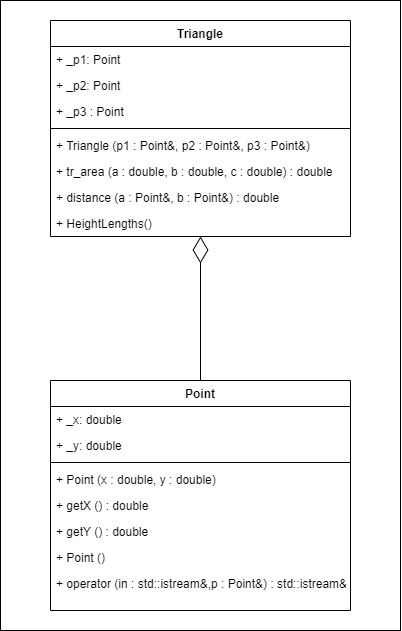 Triangle
+ _p1: Point
+ _p2: Point
+ _p3 : Point
+ Triangle (p1 : Point&, p2 : Point&, p3 : Point&)
+ tr_area (a : double, b : double, c : double) : double
+ distance (a : Point&, b : Point&) : double
+ HeightLengths()
Point
+ _x: double
+ _y: double
+ Point (x : double, y : double)
+ getX () : double
+ getY () : double
+ Point ()
+ operator (in : std::istream&,p : Point&) : std::istream&